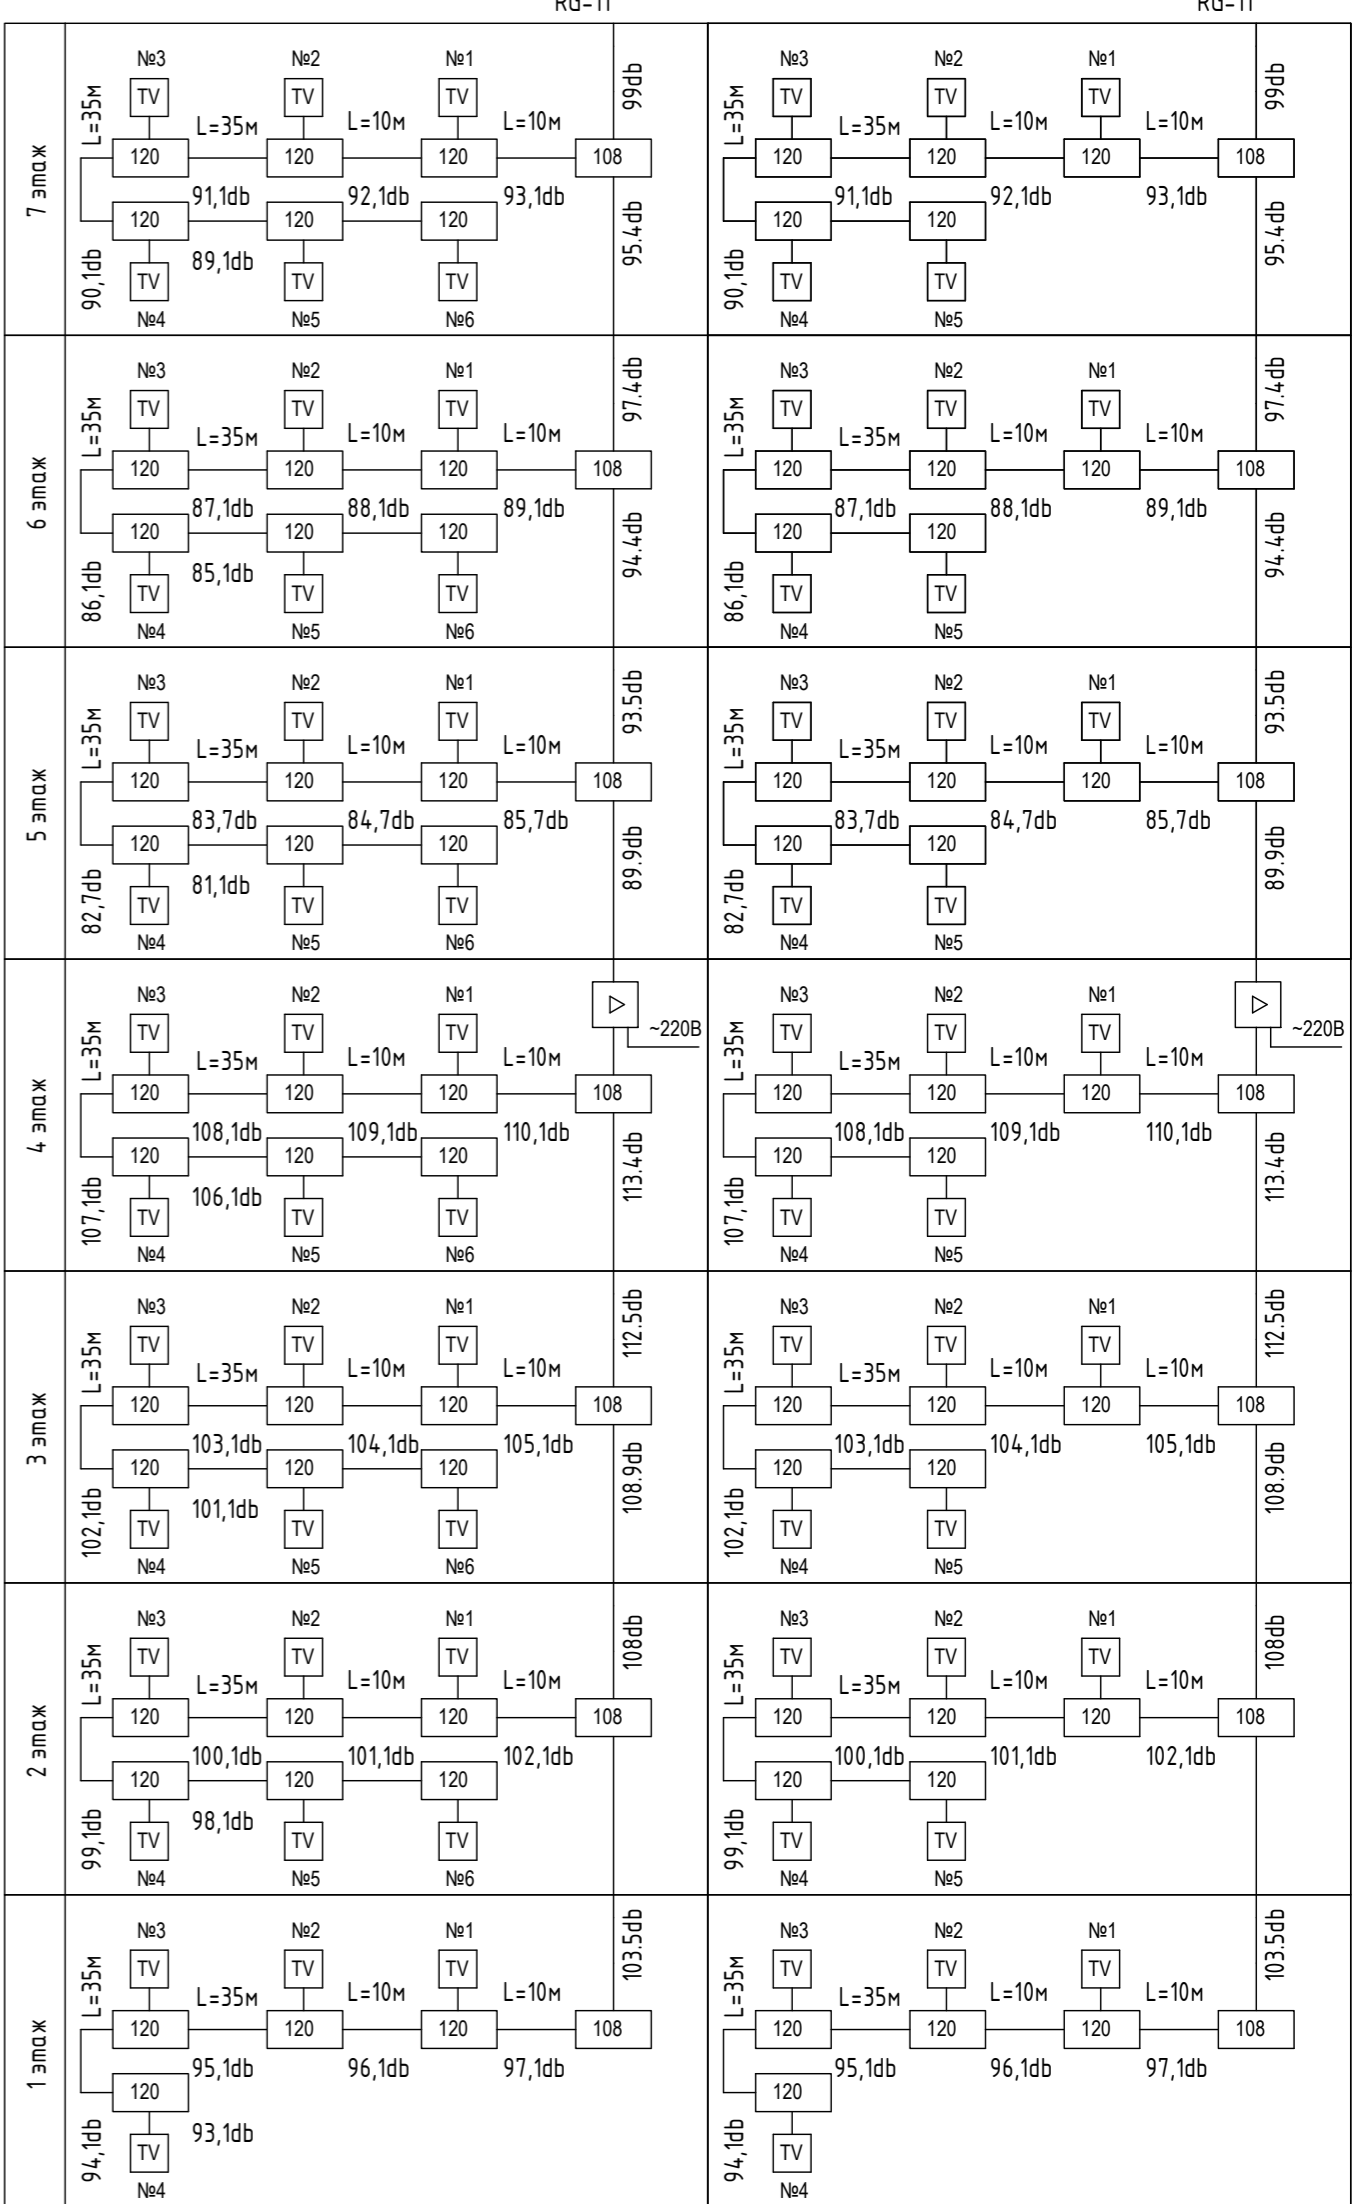 RG-11 RG-11
7 этаж
№3 №2 №1 №3 №2 №1
TV TV TV 99db TV TV TV 99db
L=35м L=35м L=10м L=10м L=35м L=35м L=10м L=10м
120 120 120 108 120 120 120 108
91,1db 92,1db 93,1db 95.4db 91,1db 92,1db 93,1db 95.4db
120 120 120 120 120
90,1db 89,1db 90,1db
TV TV TV TV TV
№4 №5 №6 №4 №5
6 этаж
№3 №2 №1 №3 №2 №1
TV TV TV 97.4db TV TV TV 97.4db
L=35м L=35м L=10м L=10м L=35м L=35м L=10м L=10м
120 120 120 108 120 120 120 108
87,1db 88,1db 89,1db 94.4db 87,1db 88,1db 89,1db 94.4db
120 120 120 120 120
86,1db 85,1db 86,1db
TV TV TV TV TV
№4 №5 №6 №4 №5
5 этаж
№3 №2 №1 №3 №2 №1
TV TV TV 93.5db TV TV TV 93.5db
L=35м L=35м L=10м L=10м L=35м L=35м L=10м L=10м
120 120 120 108 120 120 120 108
83,7db 84,7db 85,7db 89.9db 83,7db 84,7db 85,7db 89.9db
120 120 120 120 120
82,7db 81,1db 82,7db
TV TV TV TV TV
№4 №5 №6 №4 №5
4 этаж
№3 №2 №1 №3 №2 №1
TV TV TV ~220В TV TV TV ~220В
L=35м L=35м L=10м L=10м L=35м L=35м L=10м L=10м
120 120 120 108 120 120 120 108
108,1db 109,1db 110,1db 113.4db 108,1db 109,1db 110,1db 113.4db
120 120 120 120 120
107,1db 106,1db 107,1db
TV TV TV TV TV
№4 №5 №6 №4 №5
3 этаж
№3 №2 №1 №3 №2 №1
TV TV TV 112.5db TV TV TV 112.5db
L=35м L=35м L=10м L=10м L=35м L=35м L=10м L=10м
120 120 120 108 120 120 120 108
103,1db 104,1db 105,1db 108.9db 103,1db 104,1db 105,1db 108.9db
120 120 120 120 120
102,1db 101,1db 102,1db
TV TV TV TV TV
№4 №5 №6 №4 №5
2 этаж
№3 №2 №1 №3 №2 №1
TV TV TV 108db TV TV TV 108db
L=35м L=35м L=10м L=10м L=35м L=35м L=10м L=10м
120 120 120 108 120 120 120 108
100,1db 101,1db 102,1db 100,1db 101,1db 102,1db
120 120 120 120 120
99,1db 98,1db 99,1db
TV TV TV TV TV
№4 №5 №6 №4 №5
1 этаж
№3 №2 №1 №3 №2 №1
TV TV TV 103.5db TV TV TV 103.5db
L=35м L=35м L=10м L=10м L=35м L=35м L=10м L=10м
120 120 120 108 120 120 120 108
95,1db 96,1db 97,1db 95,1db 96,1db 97,1db
120 120
94,1db 93,1db 94,1db
TV TV
№4 №4